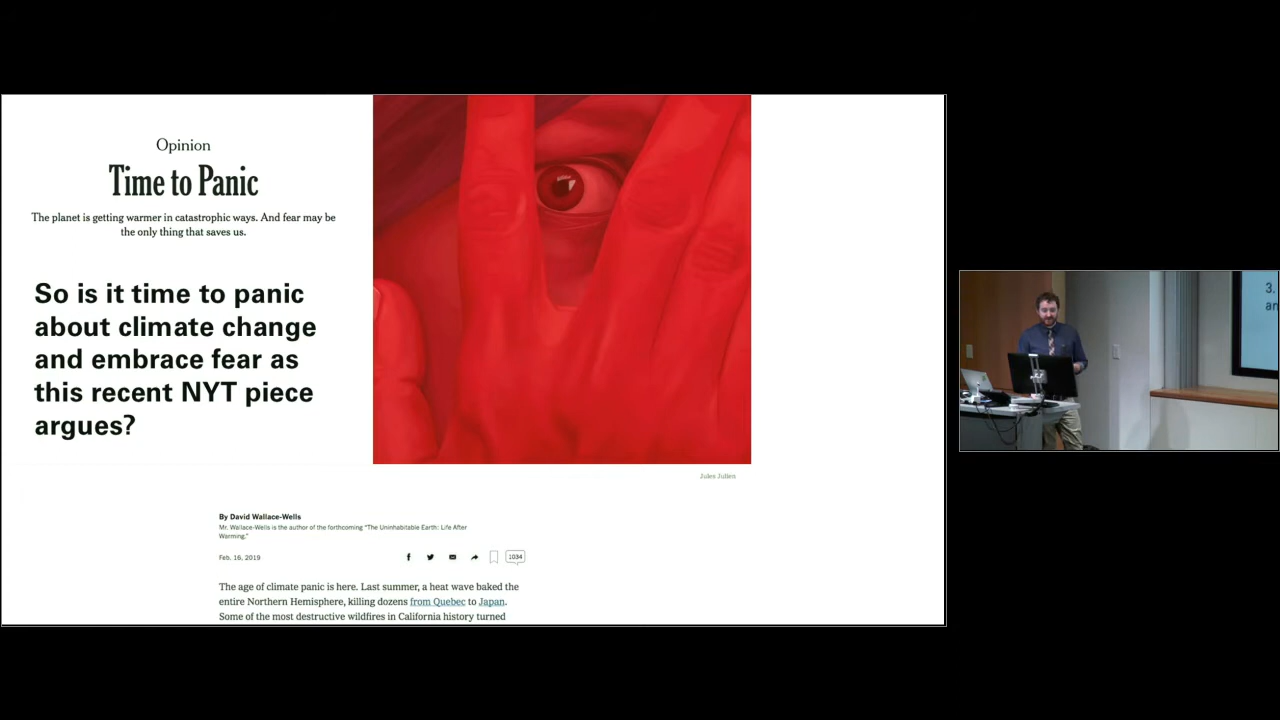 Opinion
Time to Panic
The planet is getting warmer in catastrophic ways. And fear may be
the only thing that saves us.
So is it time to panic
about climate change
and embrace fear as
this recent NYT piece
argues?
Jules Julien
By David Wallace-Wells
Mr. Wallace-Wells is the author of the forthcoming “The Uninhabitable Earth: Life After
Warming.”
Feb. 16, 2019
1034
The age of climate panic is here. Last summer, a heat wave baked the
entire Northern Hemisphere, killing dozens from Quebec to Japan.
Some of the most destructive wildfires in California history turned
3.
an